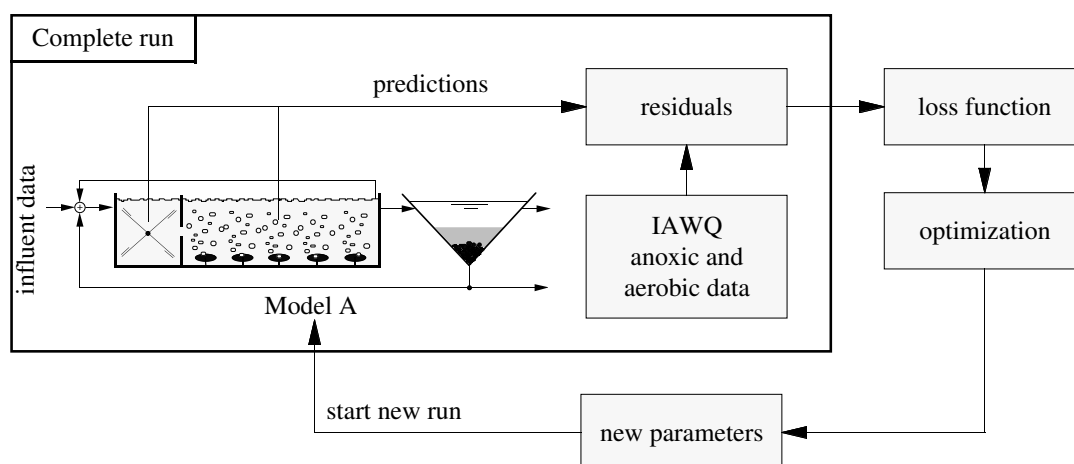 Complete run
predictions
residuals
loss function
influent data
IAWQ
anoxic and
aerobic data
optimization
Model A
start new run
new parameters